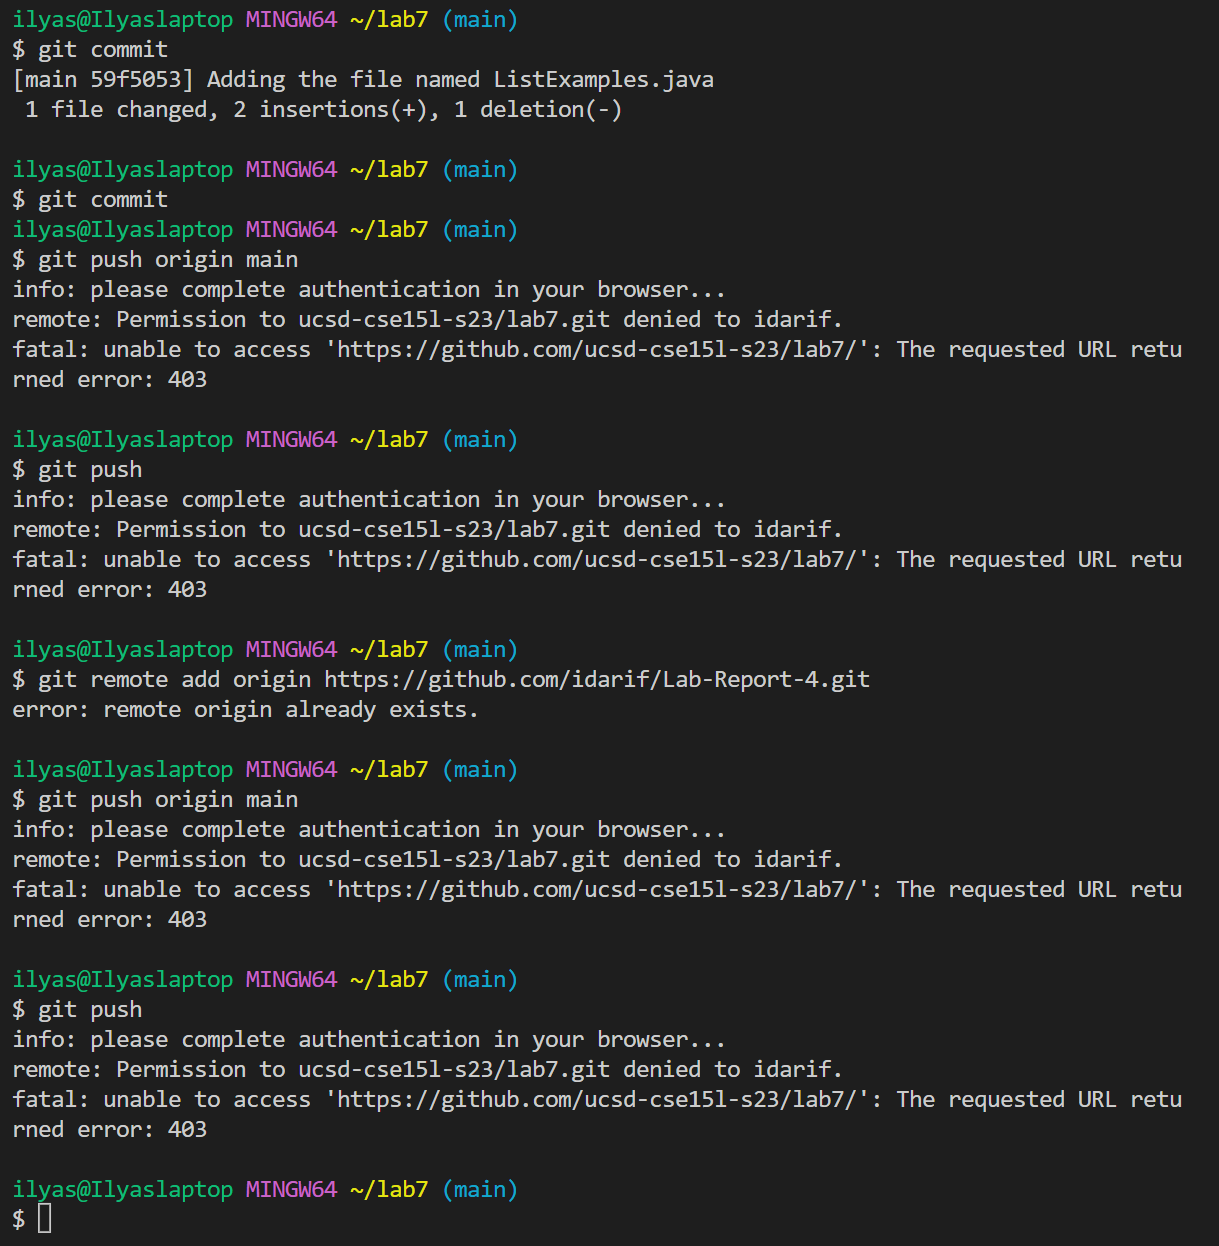 ilyas@Ilyaslaptop MINGW64 ~/lab7 (main)
$ git commit
[main 59f5053] Adding the file named ListExamples.java
 1 file changed, 2 insertions(+), 1 deletion(-)

ilyas@Ilyaslaptop MINGW64 ~/lab7 (main)
$ git commit
ilyas@Ilyaslaptop MINGW64 ~/lab7 (main)
$ git push origin main
info: please complete authentication in your browser...
remote: Permission to ucsd-cse15l-s23/lab7.git denied to idarif.
fatal: unable to access 'https://github.com/ucsd-cse15l-s23/lab7/': The requested URL retu
rned error: 403

ilyas@Ilyaslaptop MINGW64 ~/lab7 (main)
$ git push
info: please complete authentication in your browser...
remote: Permission to ucsd-cse15l-s23/lab7.git denied to idarif.
fatal: unable to access 'https://github.com/ucsd-cse15l-s23/lab7/': The requested URL retu
rned error: 403

ilyas@Ilyaslaptop MINGW64 ~/lab7 (main)
$ git remote add origin https://github.com/idarif/Lab-Report-4.git
error: remote origin already exists.

ilyas@Ilyaslaptop MINGW64 ~/lab7 (main)
$ git push origin main
info: please complete authentication in your browser...
remote: Permission to ucsd-cse15l-s23/lab7.git denied to idarif.
fatal: unable to access 'https://github.com/ucsd-cse15l-s23/lab7/': The requested URL retu
rned error: 403

ilyas@Ilyaslaptop MINGW64 ~/lab7 (main)
$ git push
info: please complete authentication in your browser...
remote: Permission to ucsd-cse15l-s23/lab7.git denied to idarif.
fatal: unable to access 'https://github.com/ucsd-cse15l-s23/lab7/': The requested URL retu
rned error: 403

ilyas@Ilyaslaptop MINGW64 ~/lab7 (main)
$